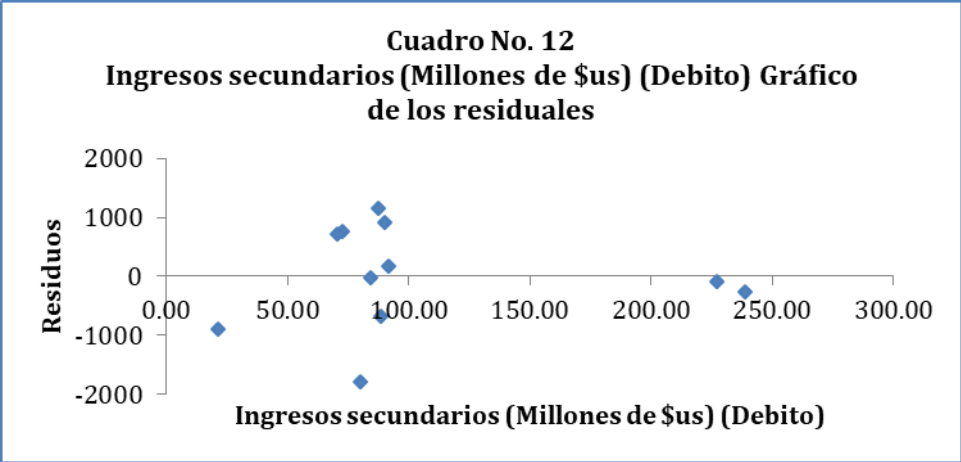 Cuadro No. 12
Ingresos secundarios (Millones de $us) (Debito) Gráfico
de los residuales
2000
1000
0
-1000
-2000
Residuos
0.00 50.00 100.00 150.00 200.00 250.00 300.00
Ingresos secundarios (Millones de $us) (Debito)